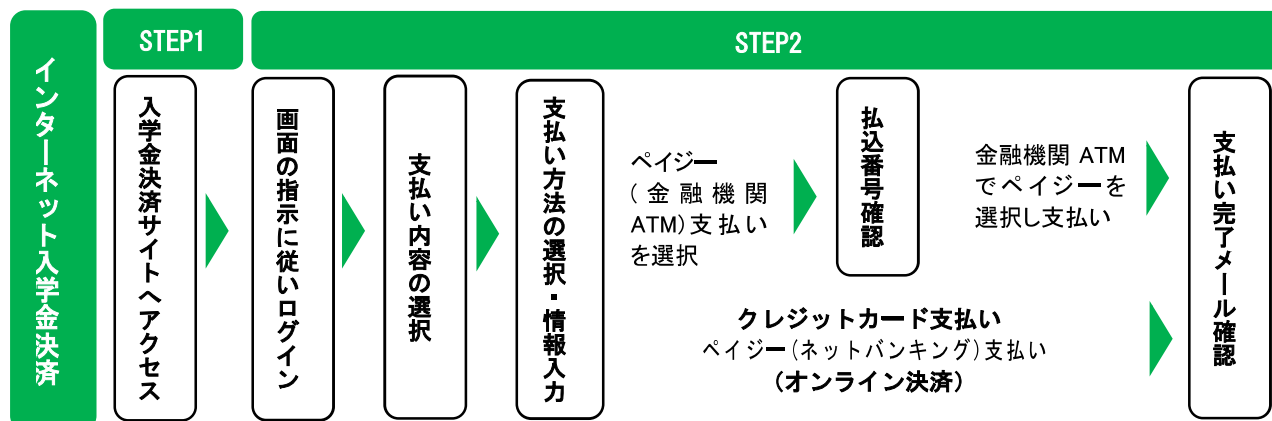 インターネット入学金決済
STEP1
STEP2
入学金決済サイトへアクセス
画面の指示に従いログイン
支払い内容の選択
支払い方法の選択・情報入力
ペイジー
(金融機関
ATM)支払い
を選択
払込番号確認
金融機関 ATM
でペイジーを
選択し支払い
クレジットカード支払い
ペイジー(ネットバンキング)支払い
(オンライン決済)
支払い完了メール確認